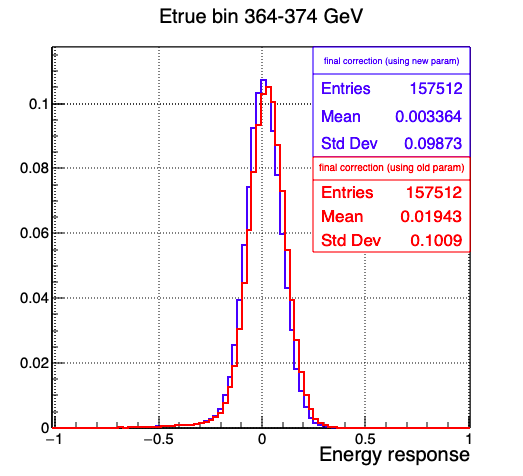 Etrue bin 364-374 GeV
final correction (using new param)
Entries 157512
Mean 0.003364
Std Dev 0.09873
final correction (using old param)
Entries 157512
Mean 0.01943
Std Dev 0.1009
0.1
0.08
0.06
0.04
0.02
0
−1 −0.5 0 0.5 1
Energy response